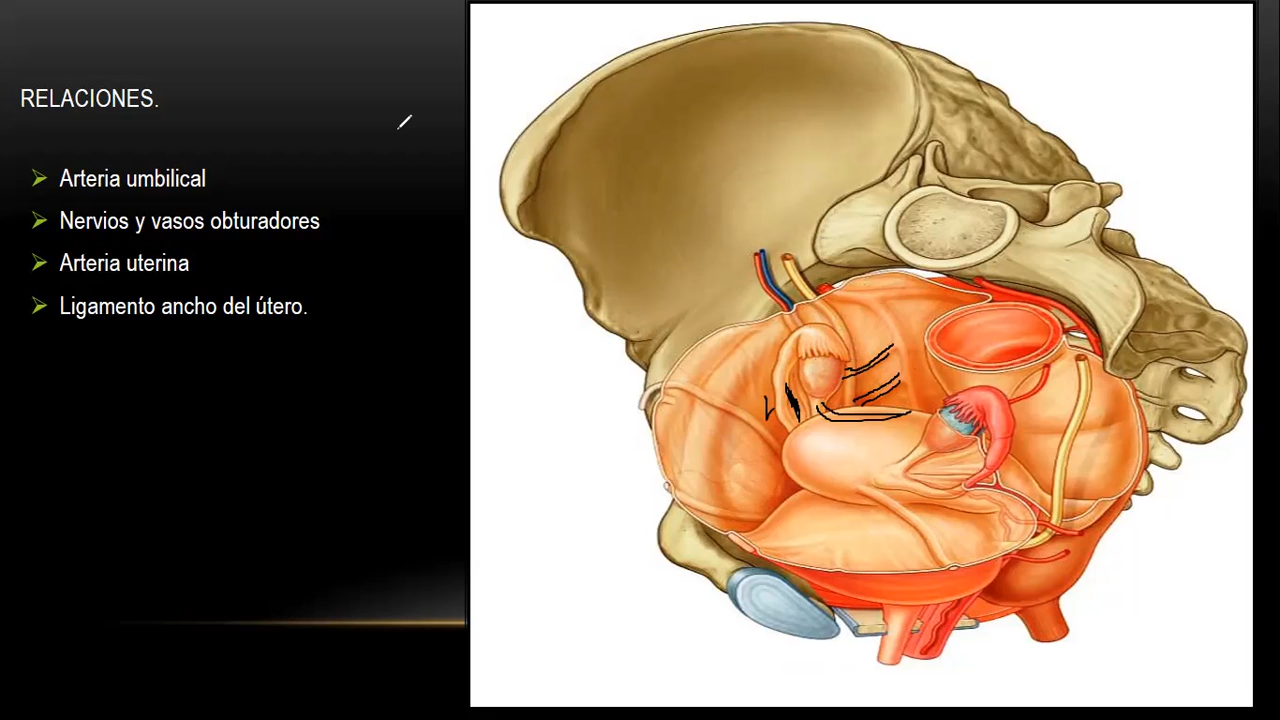 RELACIONES.
Arteria umbilical
Nervios y vasos obturadores
Arteria uterina
Ligamento ancho del útero.